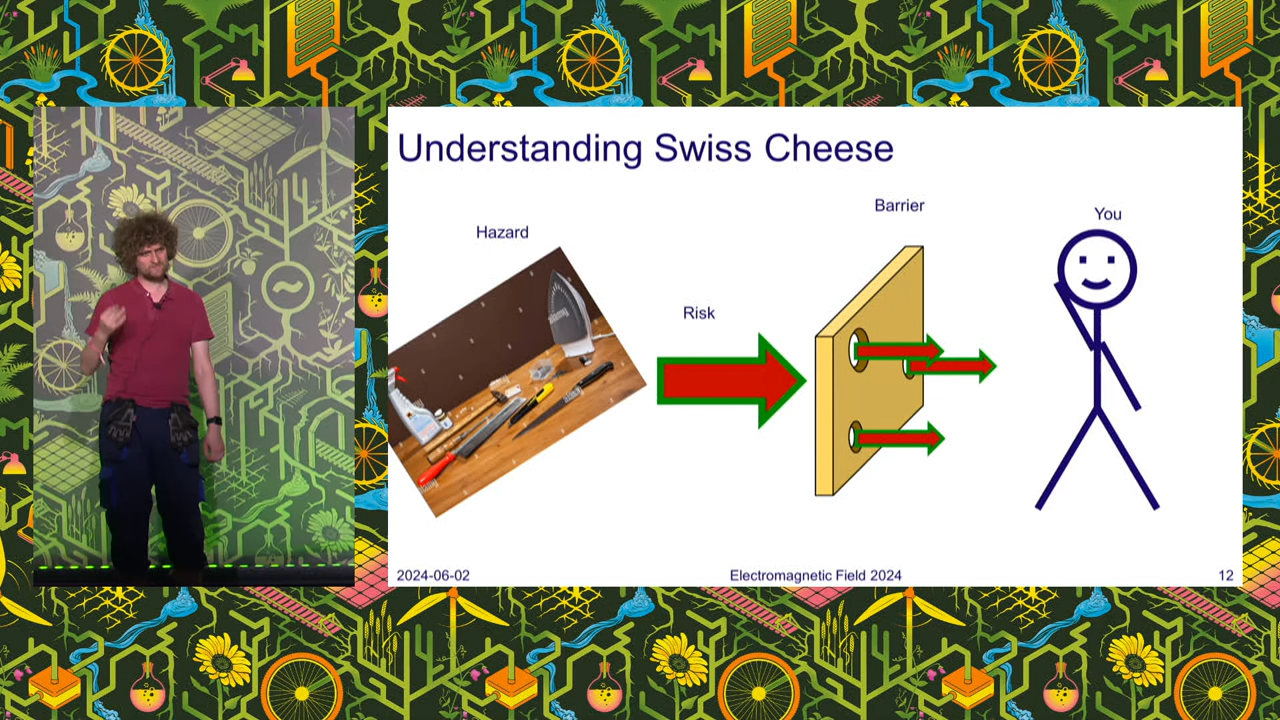 Understanding Swiss Cheese
Barrier
You
Hazard
Risk
2024-06-02
Electromagnetic Field 2024
12